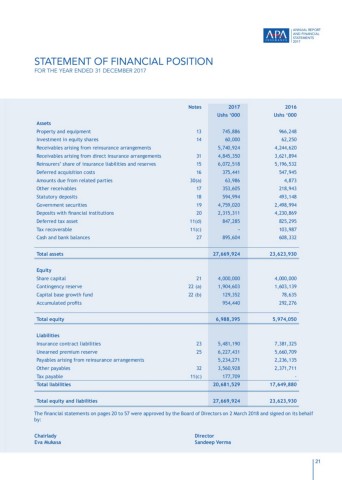 APA
ANNUAL REPORT
AND FINANCIAL
STATEMENTS
2017
STATEMENT OF FINANCIAL POSITION
FOR THE YEAR ENDED 31 DECEMBER 2017
Notes 2017 2016
Ushs '000 Ushs '000
Assets
Property and equipment 13 745,886 966,248
Investment in equity shares 14 60,000 62,250
Receivables arising from reinsurance arrangements 5,740,924 4,244,620
Receivables arising from direct insurance arrangements 31 4,845,350 3,621,894
Reinsurers' share of insurance liabilities and reserves 15 6,072,518 5,196,532
Deferred acquisition costs 16 375,441 547,945
Amounts due from related parties 30(a) 63,986 4,873
Other receivables 17 353,605 318,943
Statutory deposits 18 594,994 493,148
Government securities 19 4,759,020 2,498,994
Deposits with financial institutions 20 2,315,311 4,230,869
Deferred tax asset 11(d) 847,285 825,295
Tax recoverable 11(c) - 103,987
Cash and bank balances 27 895,604 608,332
Total assets 27,669,924 23,623,930
Equity
Share capital 21 4,000,000 4,000,000
Contingency reserve 22 (a) 1,904,603 1,603,139
Capital base growth fund 22 (b) 129,352 78,635
Accumulated profits 954,440 292,276
Total equity 6,988,395 5,974,050
Liabilities
Insurance contract liabilities 23 5,481,190 7,381,325
Unearned premium reserve 25 6,227,431 5,660,709
Payables arising from reinsurance arrangements 5,234,271 2,236,135
Other payables 32 3,560,928 2,371,711
Tax payable 11(c) 177,709 -
Total liabilities 20,681,529 17,649,880
Total equity and liabilities 27,669,924 23,623,930
The financial statements on pages 20 to 57 were approved by the Board of Directors on 2 March 2018 and signed on its behalf
by:
Chairlady Director
Eva Mukasa Sandeep Verma
21